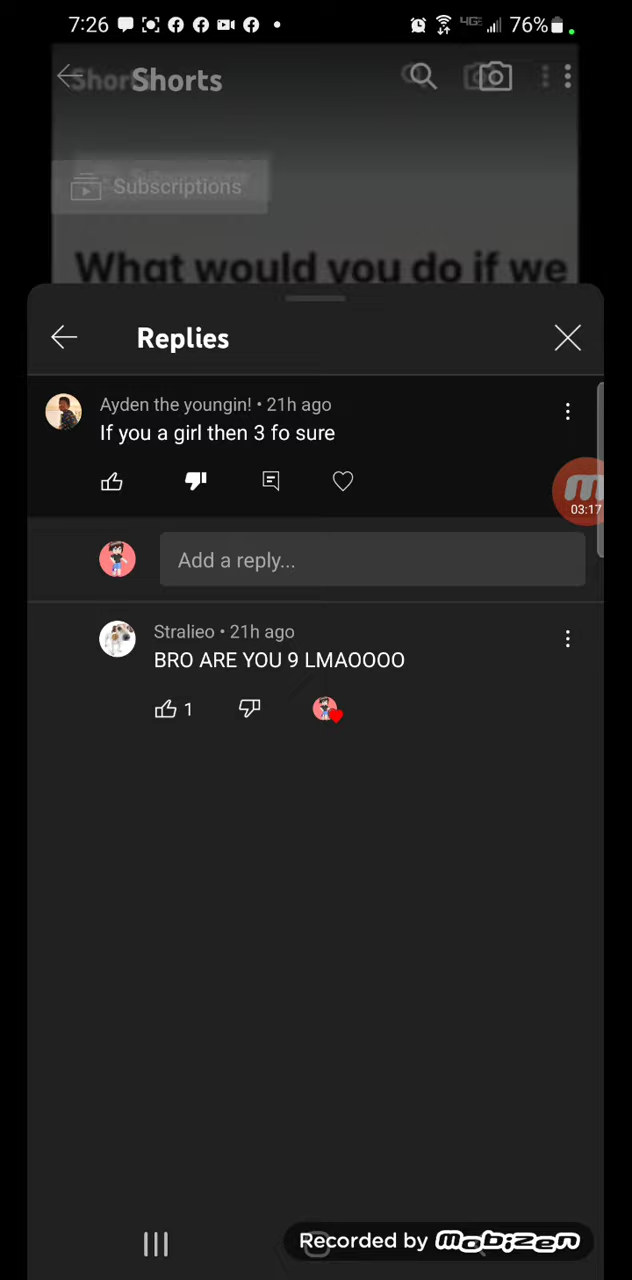 7:26
4G
76%
Shorts
Subscriptions
What would you do if we
Replies
Ayden the youngin! • 21h ago
If you a girl then 3 fo sure
03:17
Add a reply...
Stralieo • 21h ago
BRO ARE YOU 9 LMAOOOO
1
Recorded by mobizen